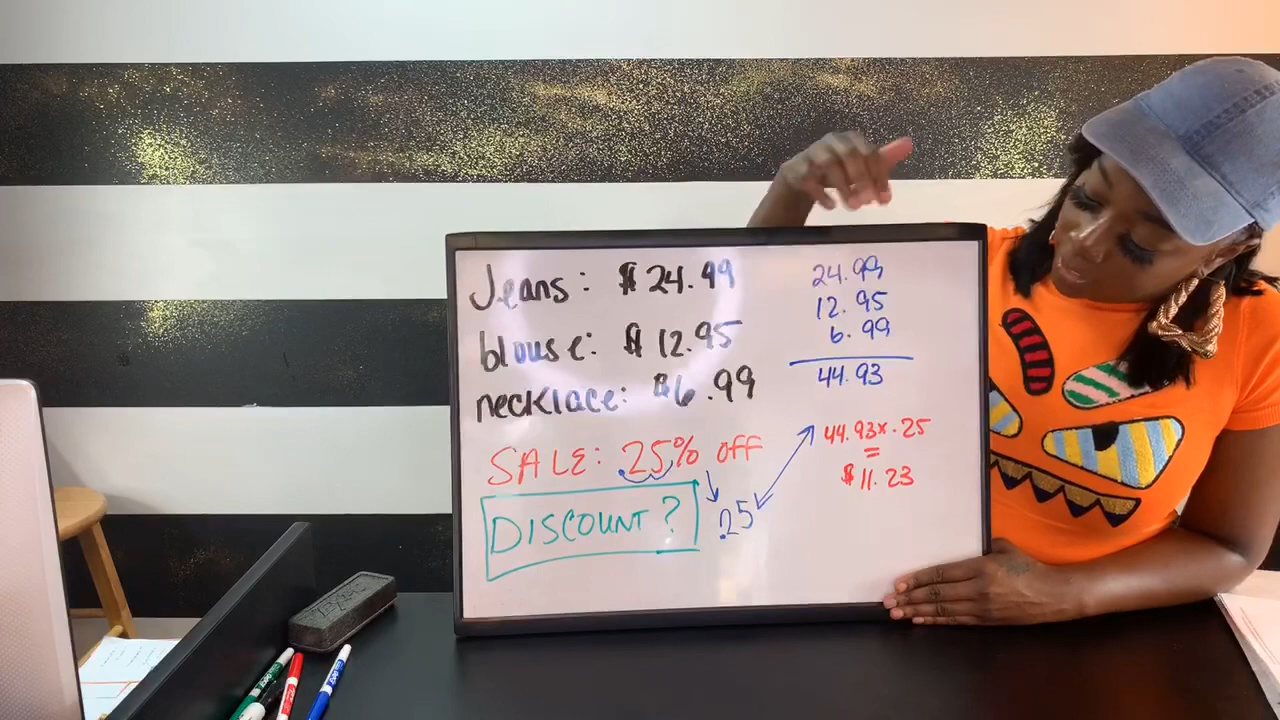 Jeans: $24.99
blouse: $12.95
necklace: $6.99
SALE: 25% OFF
DISCOUNT?
.25
24.99
12.95
6.99
44.93
44.93x.25
=
$11.23